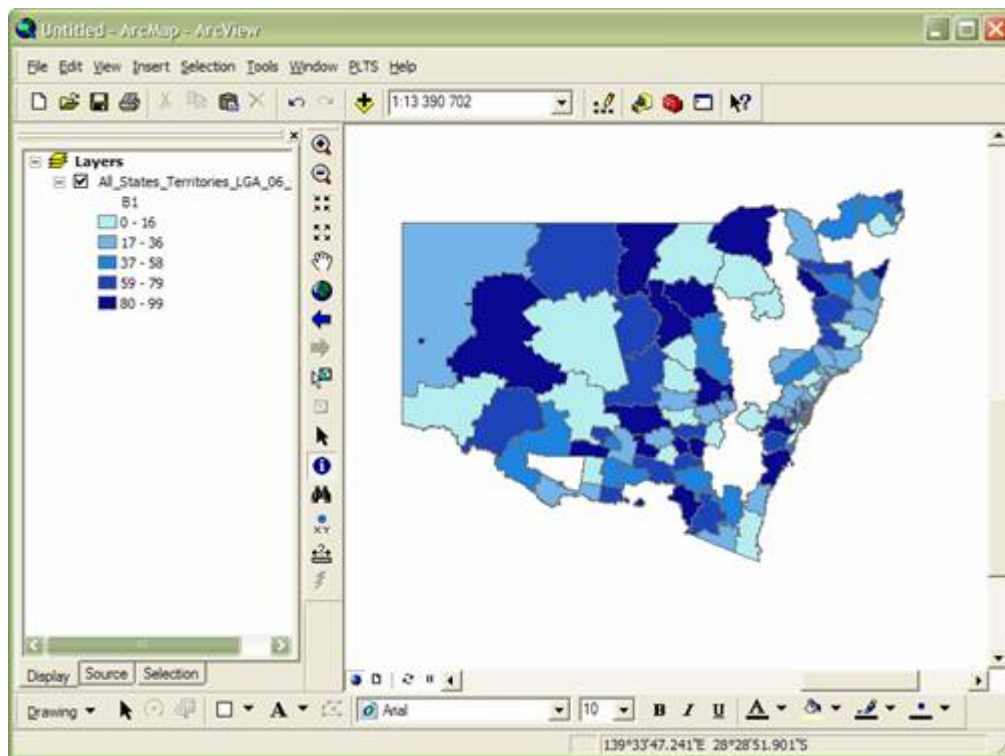 Untitled - ArcMap - ArcView
File Edit View Insert Selection Tools Window PLTS Help
1:13 390 702
Layers
All_States_Territories_LGA_06_
B1
0 - 16
17 - 36
37 - 58
59 - 79
80 - 99
XY
Display Source Selection
Drawing A Arial 10 B I U A
139°33'47.241"E 28°28'51.901"S